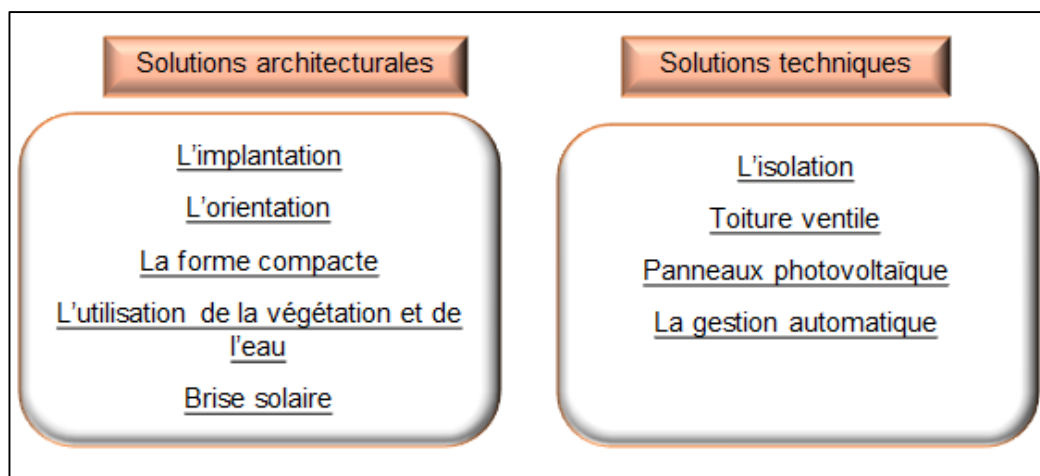 Solutions architecturales
L'implantation
L'orientation
La forme compacte
L'utilisation de la végétation et de
l'eau
Brise solaire
Solutions techniques
L'isolation
Toiture ventile
Panneaux photovoltaïque
La gestion automatique